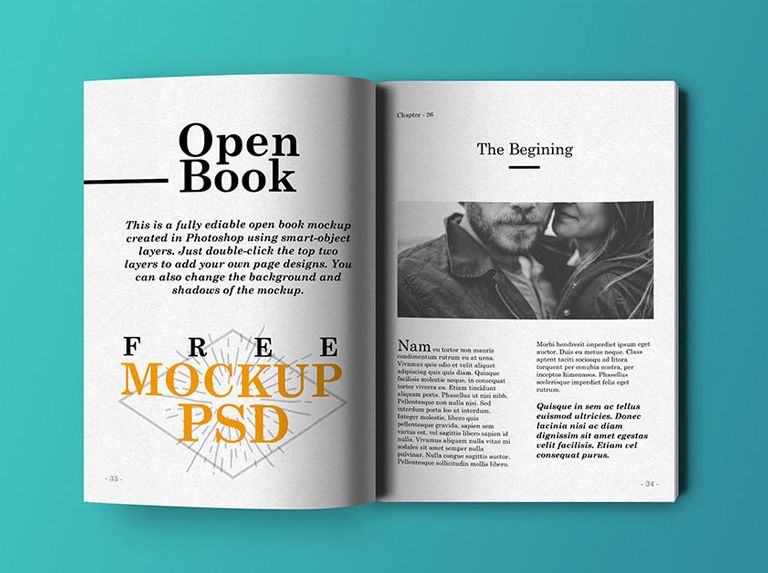 Open
Book
This is a fully ediable open book mockup
created in Photoshop using smart-object
layers. Just double-click the top two
layers to add your own page designs. You
can also change the background and
shadows of the mockup.
FREE
MOCKUP
PSD
- 33 -
Chapter - 26
The Begining
Nam eu tortor non mauris
condimentum rutrum eu at urna.
Vivamus quis odio et velit aliquet
adipiscing quis quis diam. Quisque
facilisis molestie neque, in consequat
tortor viverra eu. Etiam tincidunt
aliquam porta. Phasellus ut nisi nibh.
Pellentesque non nulla nisi. Sed
interdum porta leo ut interdum.
Integer molestie, libero quis
pellentesque gravida, sapien sem
varius est, vel sagittis libero sapien id
nulla. Vivamus aliquam nulla vitae mi
sodales sit amet semper nulla
pulvinar. Nulla congue sagittis auctor.
Pellentesque sollicitudin mollis libero.
Morbi hendrerit imperdiet ipsum eget
auctor. Duis eu metus neque. Class
aptent taciti sociosqu ad litora
torquent per conubia nostra, per
inceptos himenaeos. Phasellus
scelerisque imperdiet felis eget
rutrum.
Quisque in sem ac tellus
euismod ultricies. Donec
lacinia nisi ac diam
dignissim sit amet egestas
velit facilisis. Etiam vel
consequat purus.
- 34 -